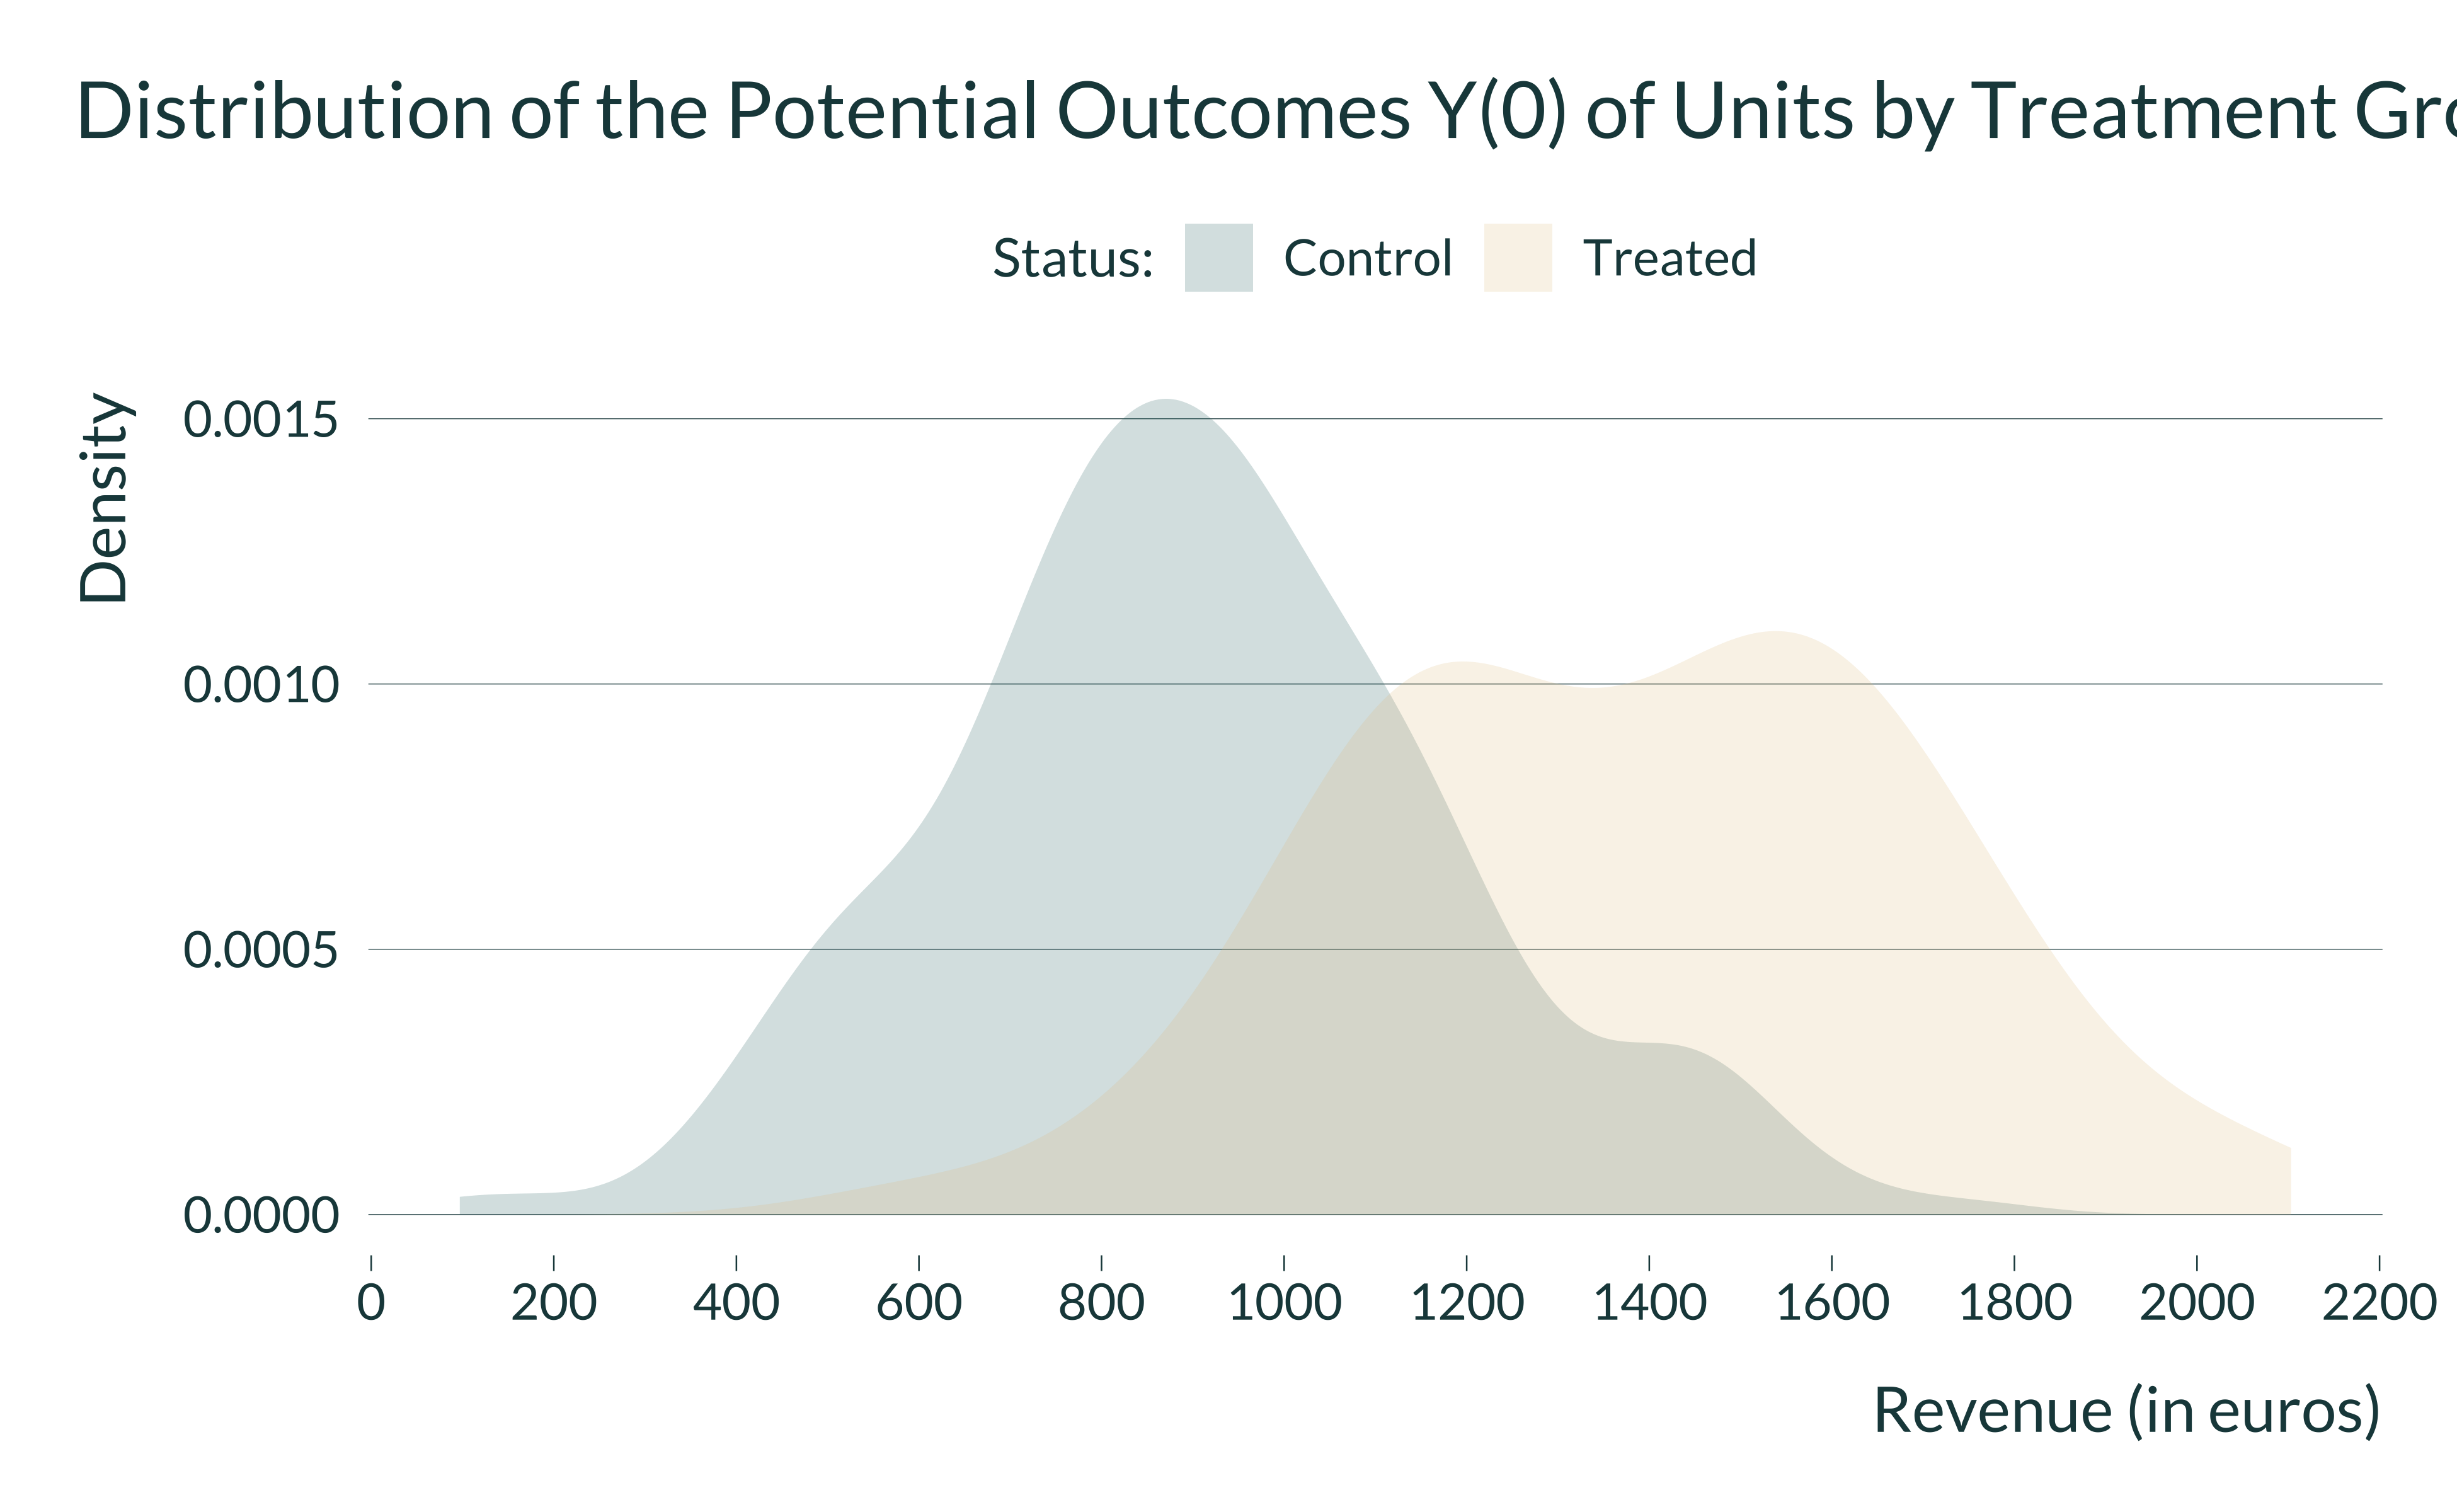 Distribution of the Potential Outcomes Y(0) of Units by Treatment
Status: Control Treated
Density
0.0015
0.0010
0.0005
0.0000
0 200 400 600 800 1000 1200 1400 1600 1800 2000 2200
Revenue (in euros)